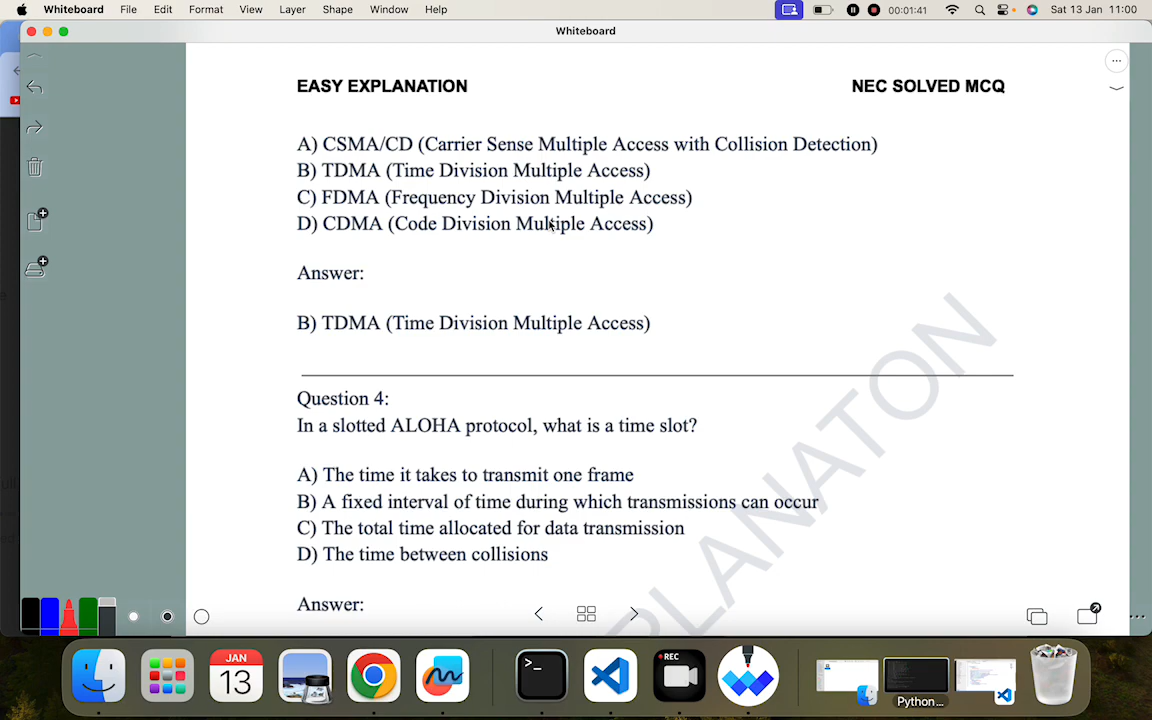 Whiteboard File Edit Format View Layer Shape Window Help 00:01:41 Sat 13 Jan 11:00
Whiteboard
EASY EXPLANATION NEC SOLVED MCQ
A) CSMA/CD (Carrier Sense Multiple Access with Collision Detection)
B) TDMA (Time Division Multiple Access)
C) FDMA (Frequency Division Multiple Access)
D) CDMA (Code Division Multiple Access)
Answer:
B) TDMA (Time Division Multiple Access)
Question 4:
In a slotted ALOHA protocol, what is a time slot?
A) The time it takes to transmit one frame
B) A fixed interval of time during which transmissions can occur
C) The total time allocated for data transmission
D) The time between collisions
Answer:
PLANATON
JAN
13
REC
Python...